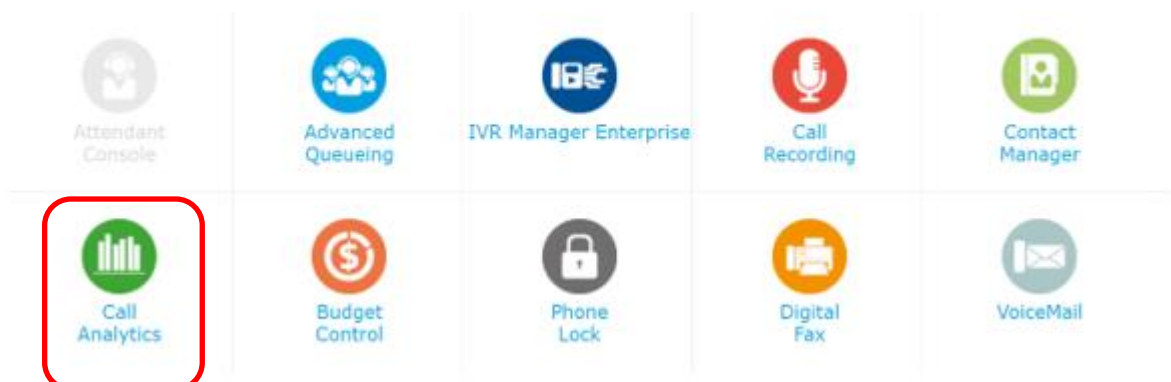 Attendant
Console
Advanced
Queueing
IVR Manager Enterprise
Call
Recording
Contact
Manager
Call
Analytics
Budget
Control
Phone
Lock
Digital
Fax
VoiceMail